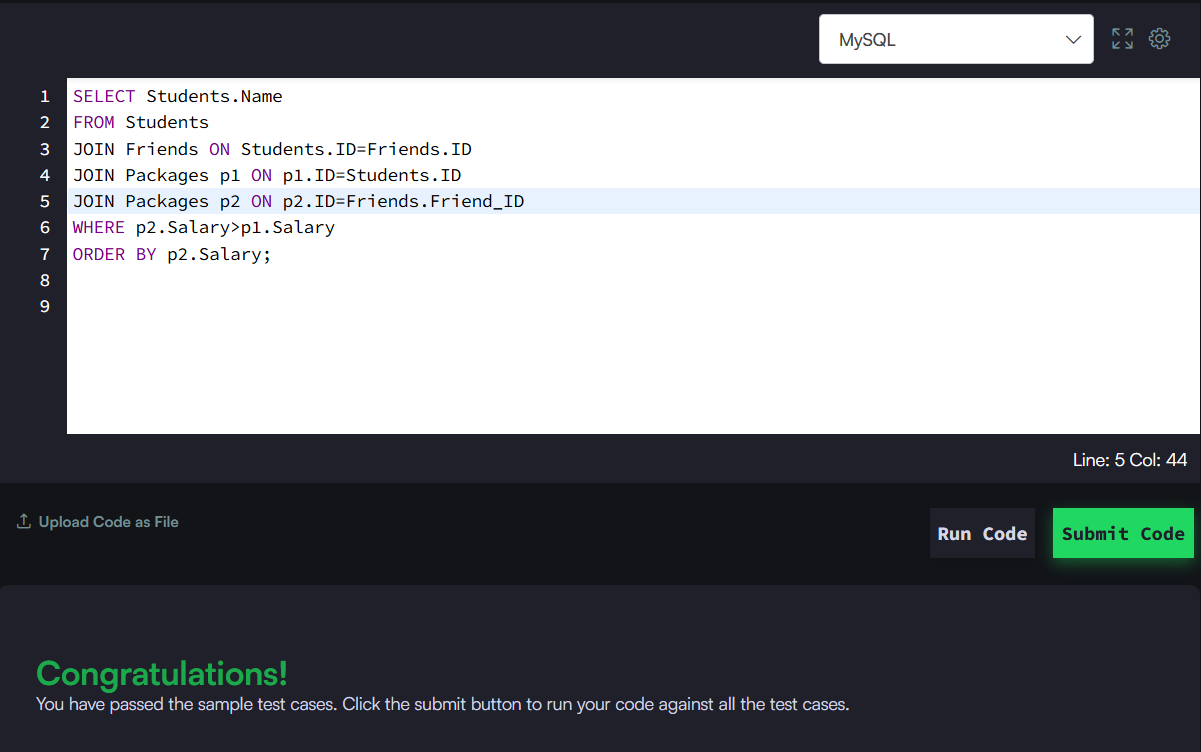 MySQL
1 SELECT Students.Name
2 FROM Students
3 JOIN Friends ON Students.ID=Friends.ID
4 JOIN Packages p1 ON p1.ID=Students.ID
5 JOIN Packages p2 ON p2.ID=Friends.Friend_ID
6 WHERE p2.Salary>p1.Salary
7 ORDER BY p2.Salary;
8
9
Line: 5 Col: 44
Upload Code as File
Run Code
Submit Code
Congratulations!
You have passed the sample test cases. Click the submit button to run your code against all the test cases.